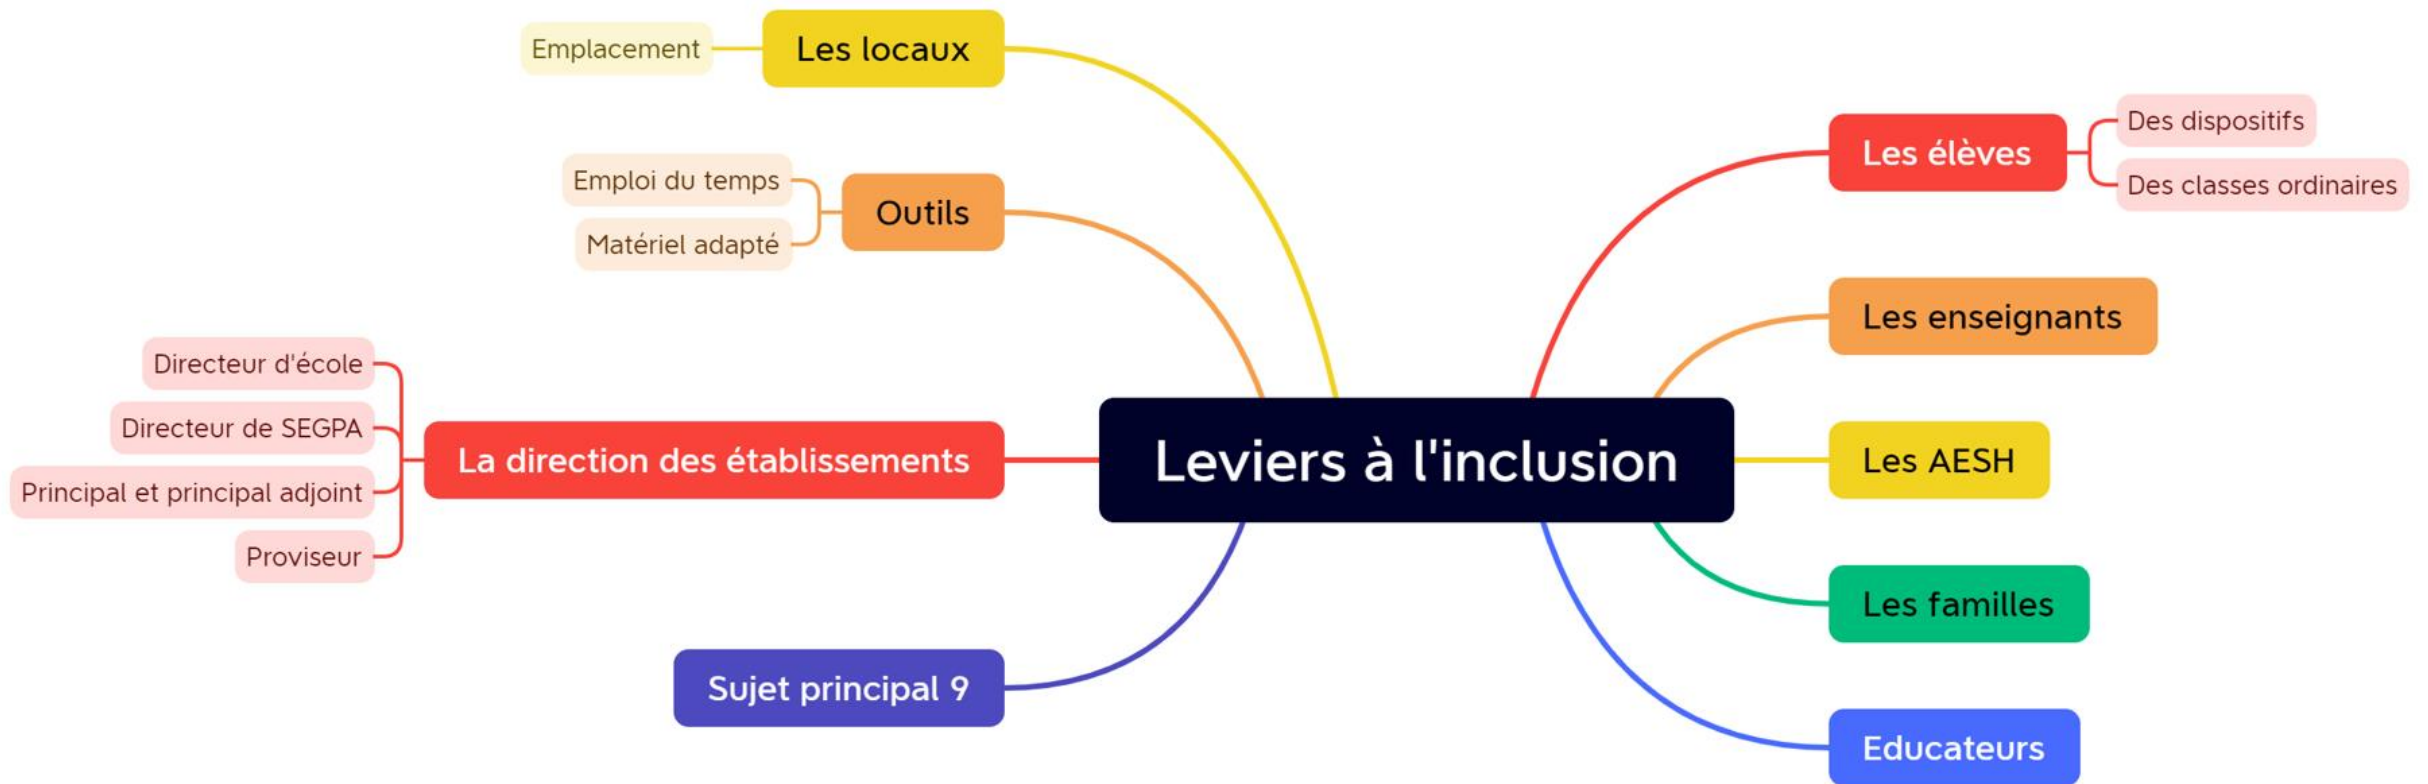 Leviers à l'inclusion
Les élèves
Des dispositifs
Des classes ordinaires
Les enseignants
Les AESH
Les familles
Educateurs
Les locaux
Emplacement
Outils
Emploi du temps
Matériel adapté
La direction des établissements
Directeur d'école
Directeur de SEGPA
Principal et principal adjoint
Proviseur
Sujet principal 9